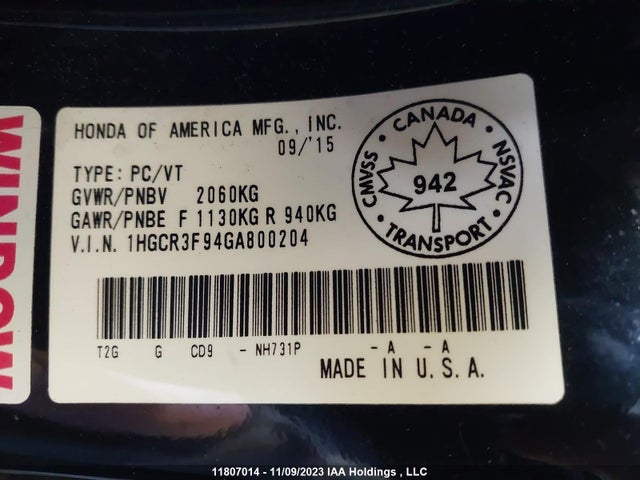 WINDOW
HONDA OF AMERICA MFG., INC.
09/'15
TYPE: PC/VT
GVWR/PNBV 2060KG
GAWR/PNBE F 1130KG R 940KG
V.I.N. 1HGCR3F94GA800204
CANADA
CMVSS 942 NSVAC
TRANSPORT
T2G G CD9 - NH731P - A - A
MADE IN U.S.A.
11807014 - 11/09/2023 IAA Holdings , LLC